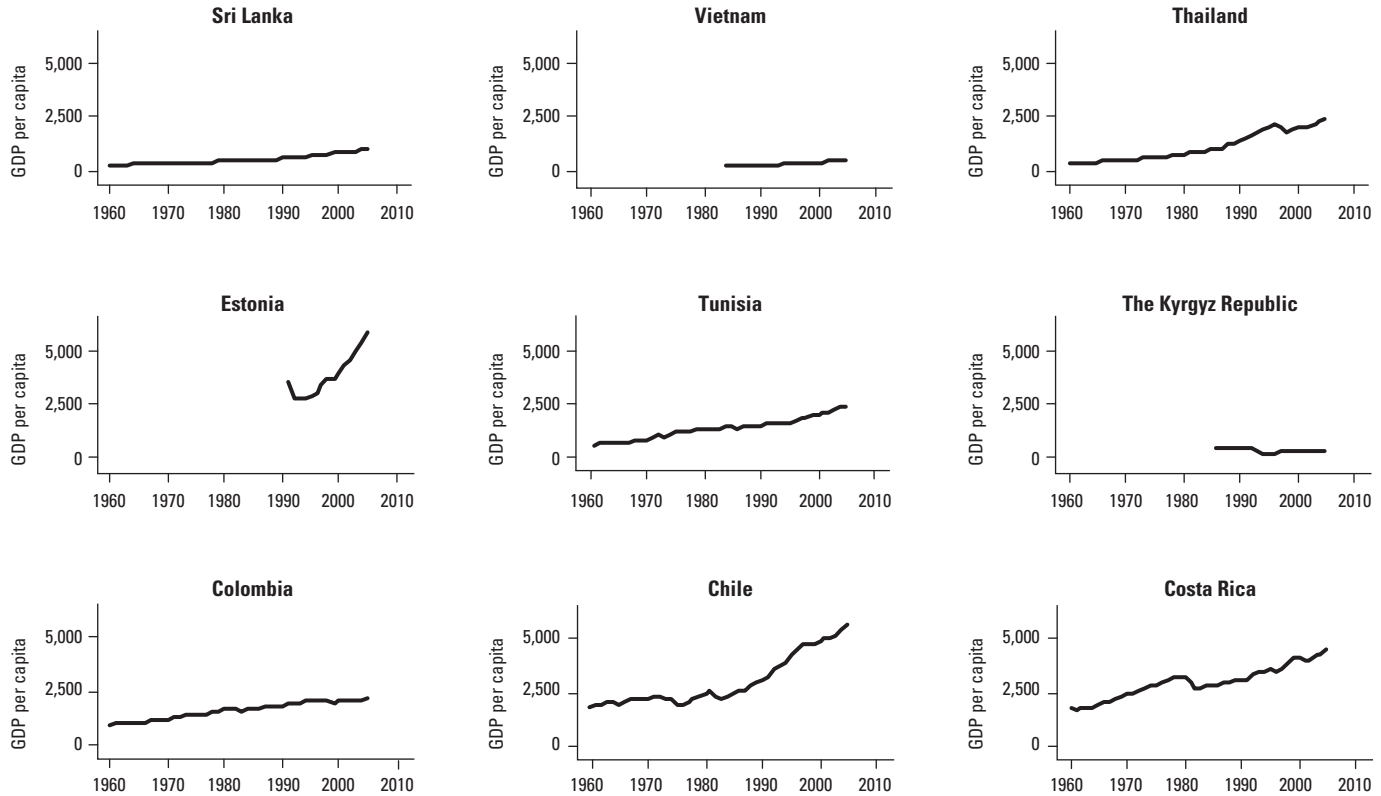 Sri Lanka
GDP per capita
5,000
2,500
0
1960 1970 1980 1990 2000 2010
Vietnam
GDP per capita
5,000
2,500
0
1960 1970 1980 1990 2000 2010
Thailand
GDP per capita
5,000
2,500
0
1960 1970 1980 1990 2000 2010
Estonia
GDP per capita
5,000
2,500
0
1960 1970 1980 1990 2000 2010
Tunisia
GDP per capita
5,000
2,500
0
1960 1970 1980 1990 2000 2010
The Kyrgyz Republic
GDP per capita
5,000
2,500
0
1960 1970 1980 1990 2000 2010
Colombia
GDP per capita
5,000
2,500
0
1960 1970 1980 1990 2000 2010
Chile
GDP per capita
5,000
2,500
0
1960 1970 1980 1990 2000 2010
Costa Rica
GDP per capita
5,000
2,500
0
1960 1970 1980 1990 2000 2010